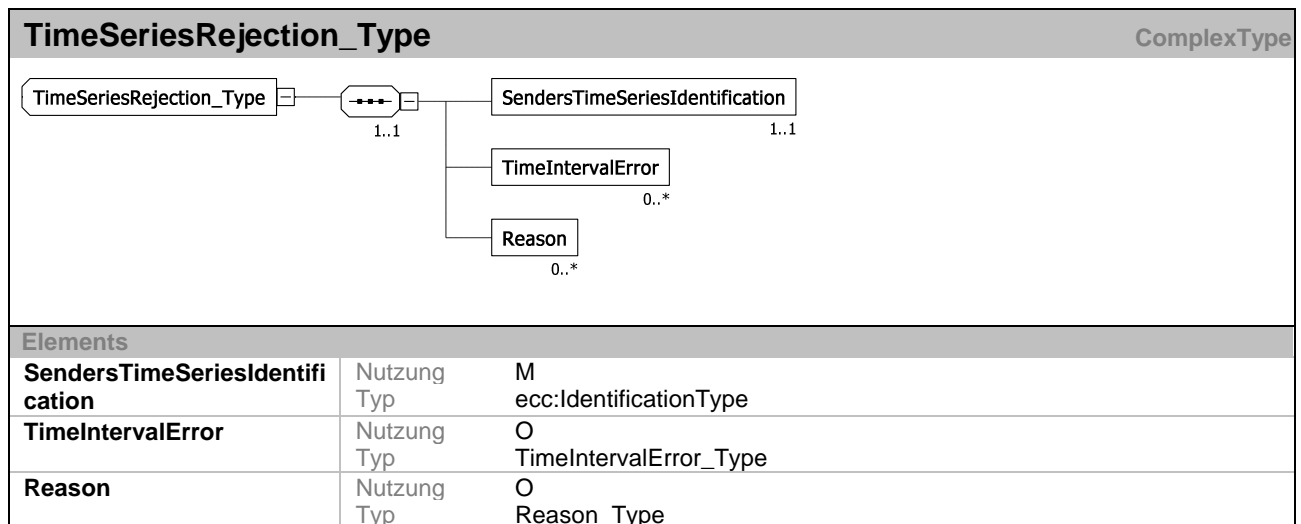 TimeSeriesRejection_Type ComplexType
TimeSeriesRejection_Type
1..1
SendersTimeSeriesIdentification
1..1
TimeIntervalError
0..*
Reason
0..*
Elements
SendersTimeSeriesIdentifi Nutzung M
cation Typ ecc:IdentificationType
TimeIntervalError Nutzung O
Typ TimeIntervalError_Type
Reason Nutzung O
Typ Reason_Type